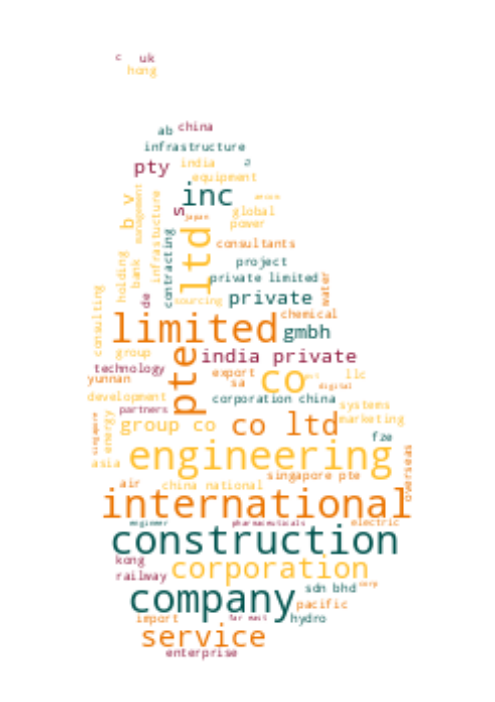 c uk
hong
ab china
infrastructure
pty india a
equipment
inc
b v management s japan global
power
infrastucture contracting ltd consultants
project
holding bank private limited water
consulting de sourcing private
chemical
limited gmbh
group pte india private
technology export co llc
yunnan sa digital
development corporation china
partners systems
singapore energy group co co ltd marketing
fze
engineering
asia singapore pte overseas
air china national
international
engineer pharmaceuticals electric
construction
kong corporation
railway
sdn bhd corp
company pacific
import far east hydro
service
enterprise